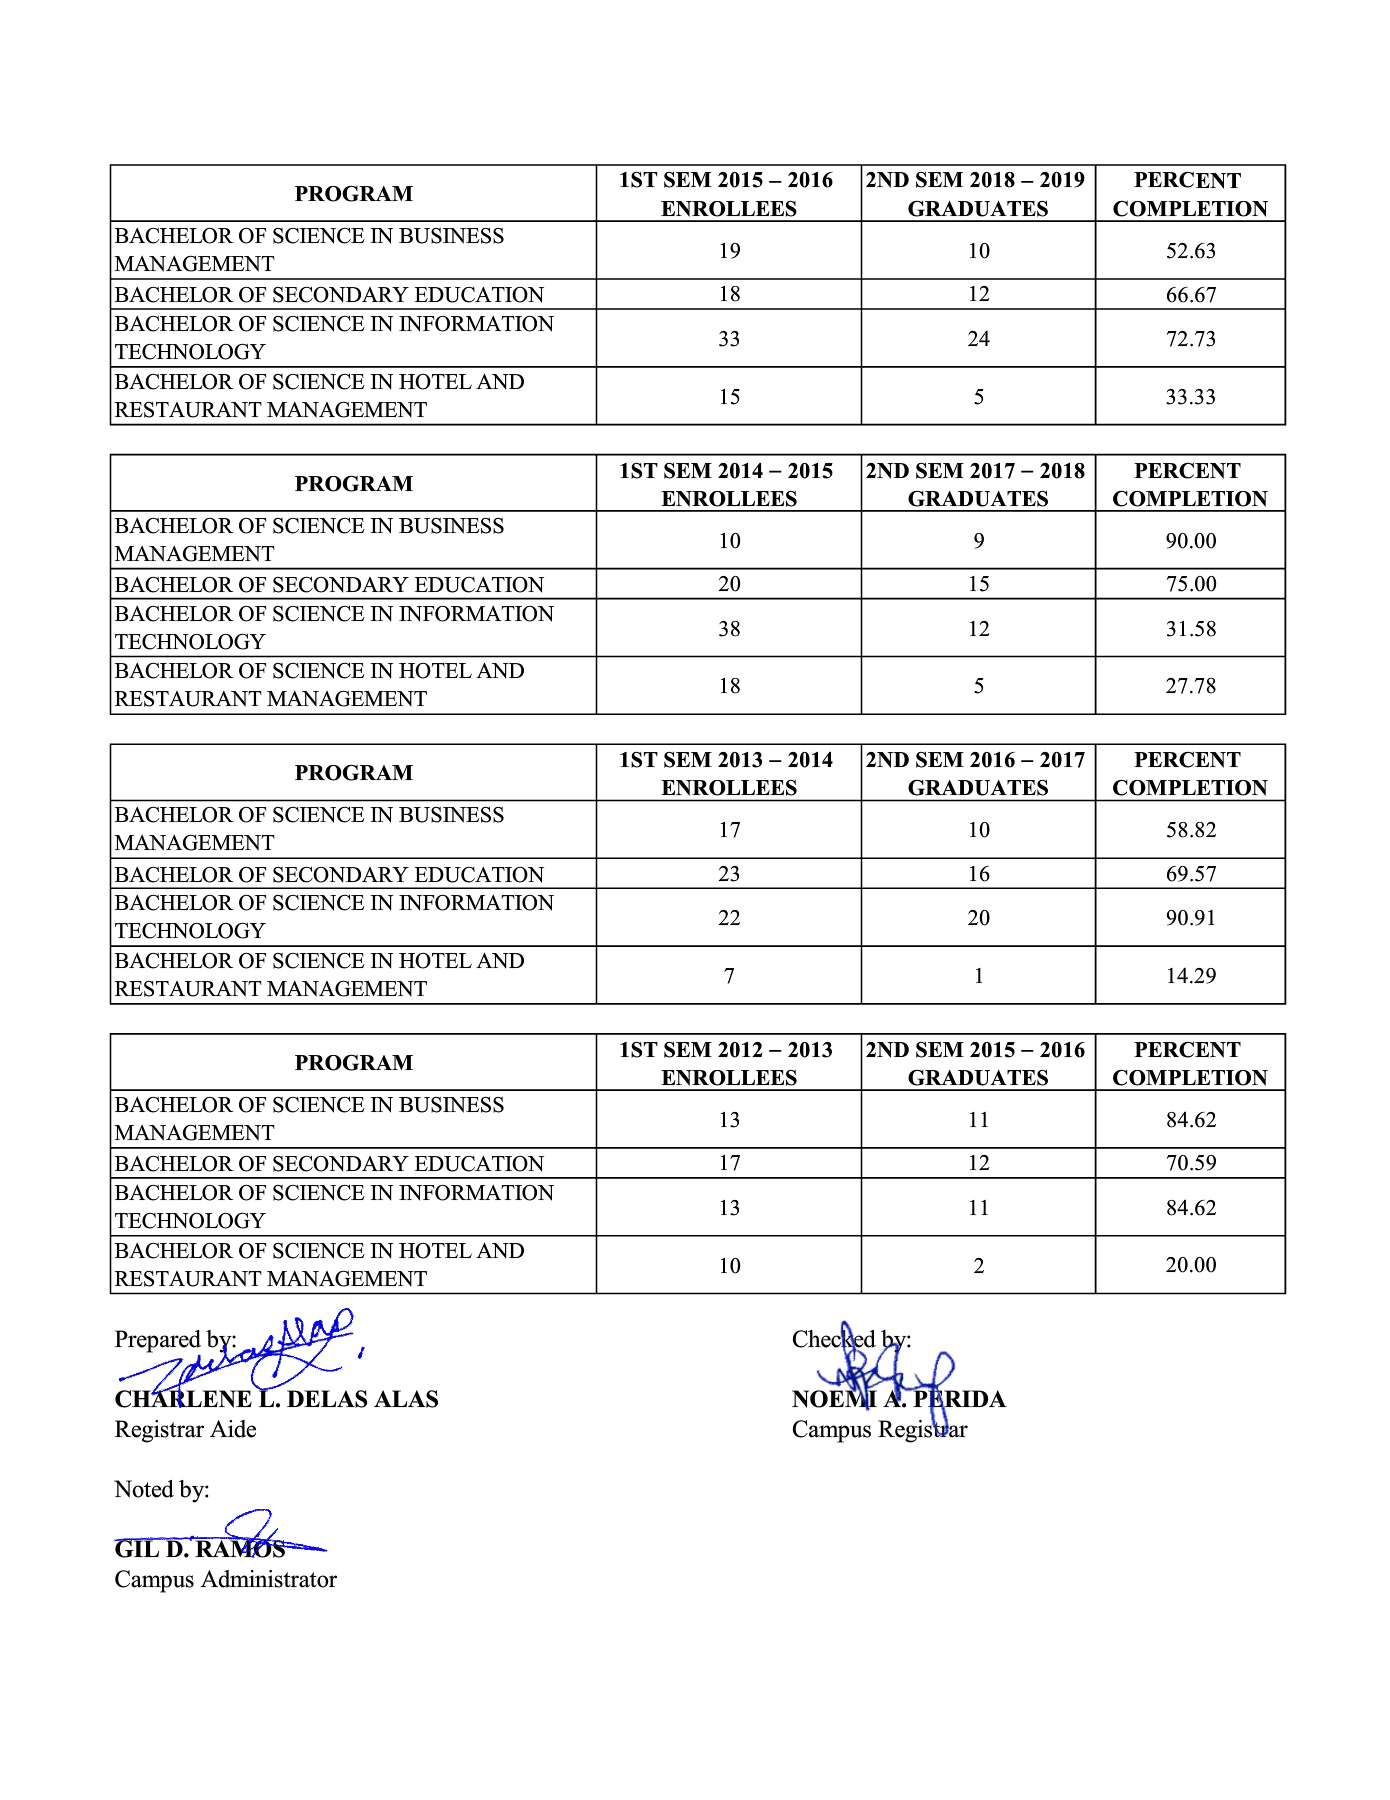 PROGRAM 1ST SEM 2015 – 2016 2ND SEM 2018 – 2019 PERCENT
ENROLLEES GRADUATES COMPLETION
BACHELOR OF SCIENCE IN BUSINESS
MANAGEMENT 19 10 52.63
BACHELOR OF SECONDARY EDUCATION 18 12 66.67
BACHELOR OF SCIENCE IN INFORMATION
TECHNOLOGY 33 24 72.73
BACHELOR OF SCIENCE IN HOTEL AND
RESTAURANT MANAGEMENT 15 5 33.33
PROGRAM 1ST SEM 2014 – 2015 2ND SEM 2017 – 2018 PERCENT
ENROLLEES GRADUATES COMPLETION
BACHELOR OF SCIENCE IN BUSINESS
MANAGEMENT 10 9 90.00
BACHELOR OF SECONDARY EDUCATION 20 15 75.00
BACHELOR OF SCIENCE IN INFORMATION
TECHNOLOGY 38 12 31.58
BACHELOR OF SCIENCE IN HOTEL AND
RESTAURANT MANAGEMENT 18 5 27.78
PROGRAM 1ST SEM 2013 – 2014 2ND SEM 2016 – 2017 PERCENT
ENROLLEES GRADUATES COMPLETION
BACHELOR OF SCIENCE IN BUSINESS
MANAGEMENT 17 10 58.82
BACHELOR OF SECONDARY EDUCATION 23 16 69.57
BACHELOR OF SCIENCE IN INFORMATION
TECHNOLOGY 22 20 90.91
BACHELOR OF SCIENCE IN HOTEL AND
RESTAURANT MANAGEMENT 7 1 14.29
PROGRAM 1ST SEM 2012 – 2013 2ND SEM 2015 – 2016 PERCENT
ENROLLEES GRADUATES COMPLETION
BACHELOR OF SCIENCE IN BUSINESS
MANAGEMENT 13 11 84.62
BACHELOR OF SECONDARY EDUCATION 17 12 70.59
BACHELOR OF SCIENCE IN INFORMATION
TECHNOLOGY 13 11 84.62
BACHELOR OF SCIENCE IN HOTEL AND
RESTAURANT MANAGEMENT 10 2 20.00
Prepared by: Checked by:
CHARLENE L. DELAS ALAS NOEMI A. PERIDA
Registrar Aide Campus Registrar
Noted by:
GIL D. RAMOS
Campus Administrator